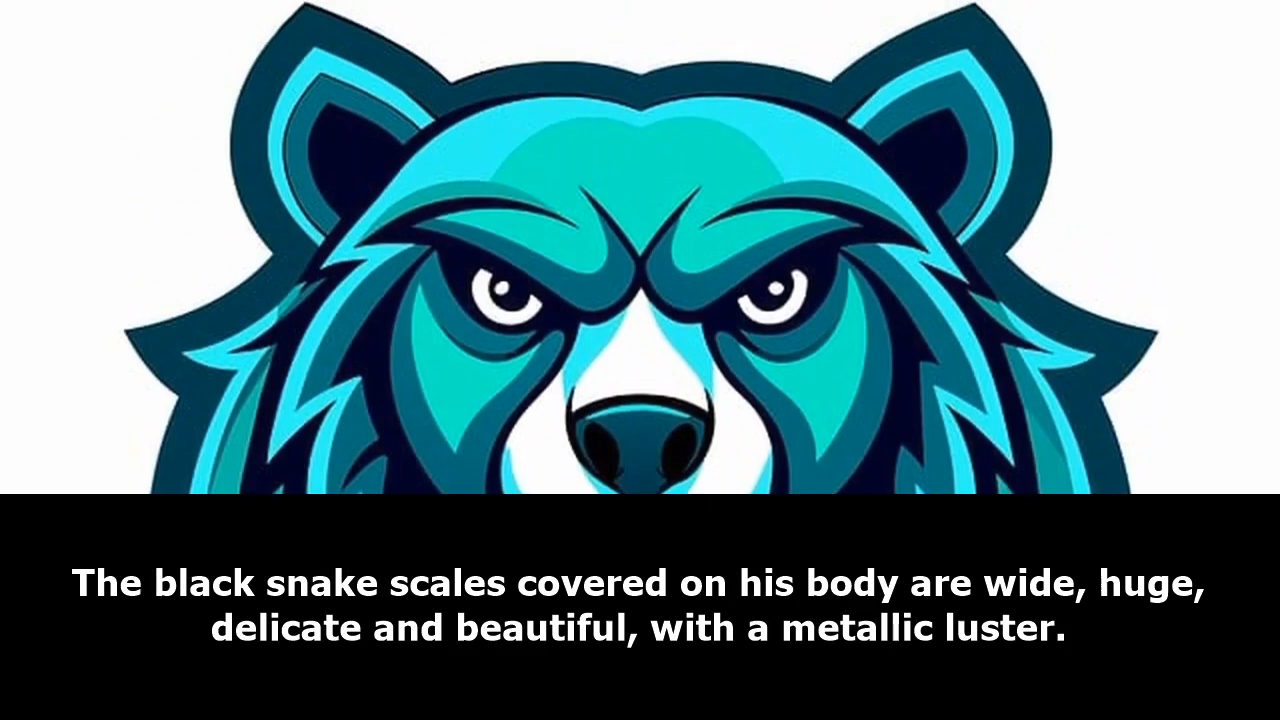 The black snake scales covered on his body are wide, huge,
delicate and beautiful, with a metallic luster.